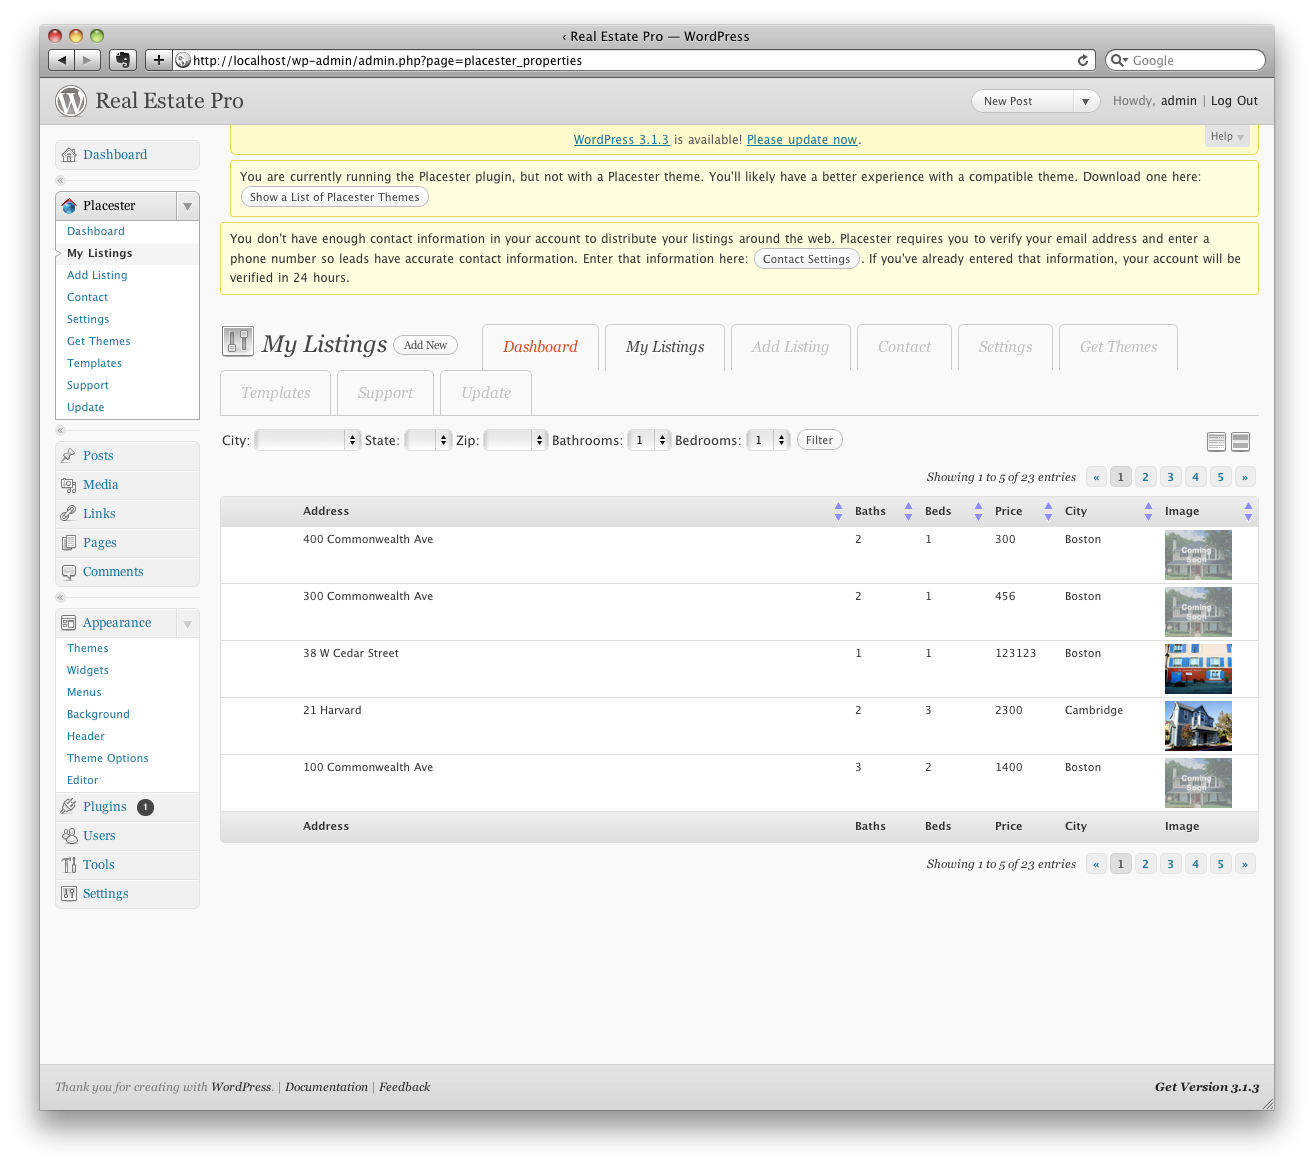 ‹ Real Estate Pro — WordPress
http://localhost/wp-admin/admin.php?page=placester_properties
Google
Real Estate Pro
New Post
Howdy, admin | Log Out
WordPress 3.1.3 is available! Please update now.
Help
You are currently running the Placester plugin, but not with a Placester theme. You'll likely have a better experience with a compatible theme. Download one here:
Show a List of Placester Themes
You don't have enough contact information in your account to distribute your listings around the web. Placester requires you to verify your email address and enter a
phone number so leads have accurate contact information. Enter that information here: Contact Settings. If you've already entered that information, your account will be
verified in 24 hours.
Dashboard
Placester
Dashboard
My Listings
Add Listing
Contact
Settings
Get Themes
Templates
Support
Update
Posts
Media
Links
Pages
Comments
Appearance
Themes
Widgets
Menus
Background
Header
Theme Options
Editor
Plugins 1
Users
Tools
Settings
My Listings Add New Dashboard My Listings Add Listing Contact Settings Get Themes
Templates Support Update
City: State: Zip: Bathrooms: 1 Bedrooms: 1 Filter
Showing 1 to 5 of 23 entries « 1 2 3 4 5 »
Address Baths Beds Price City Image
400 Commonwealth Ave 2 1 300 Boston
Coming
Soon
300 Commonwealth Ave 2 1 456 Boston
Coming
Soon
38 W Cedar Street 1 1 123123 Boston
21 Harvard 2 3 2300 Cambridge
100 Commonwealth Ave 3 2 1400 Boston
Coming
Soon
Address Baths Beds Price City Image
Showing 1 to 5 of 23 entries « 1 2 3 4 5 »
Thank you for creating with WordPress. | Documentation | Feedback
Get Version 3.1.3